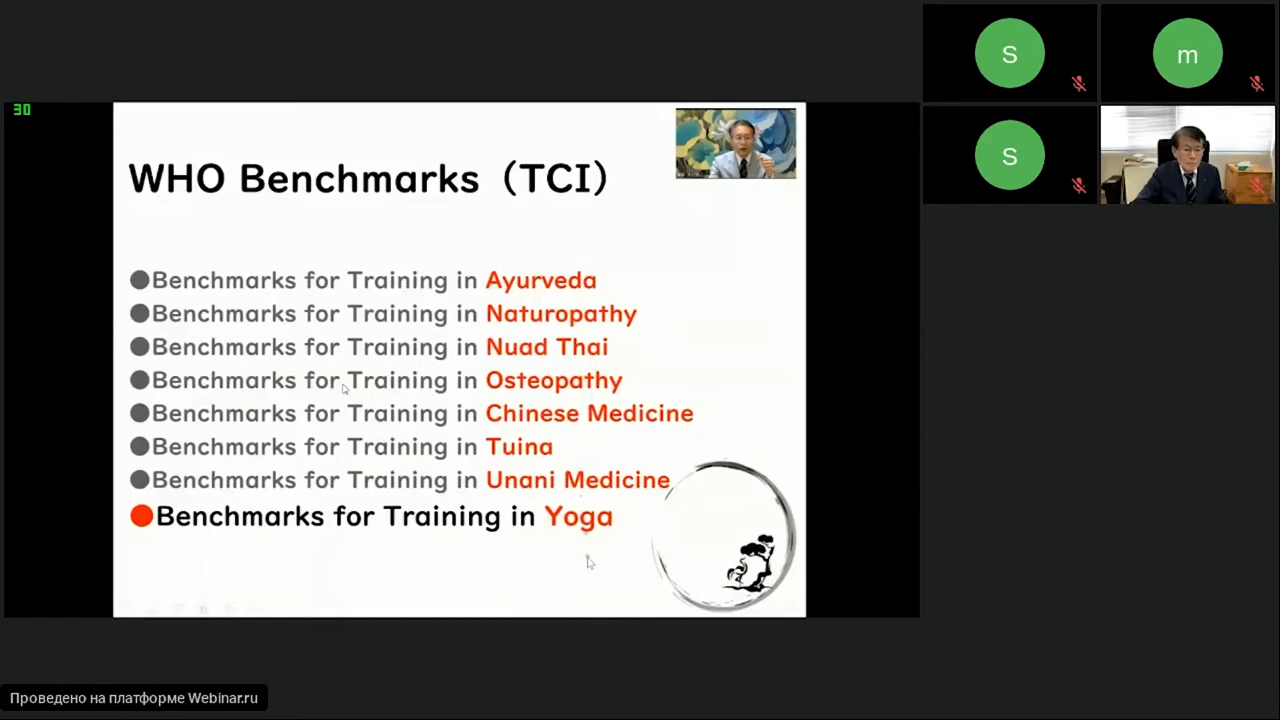 S
m
S
30
WHO Benchmarks（TCI）
●Benchmarks for Training in Ayurveda
●Benchmarks for Training in Naturopathy
●Benchmarks for Training in Nuad Thai
●Benchmarks for Training in Osteopathy
●Benchmarks for Training in Chinese Medicine
●Benchmarks for Training in Tuina
●Benchmarks for Training in Unani Medicine
●Benchmarks for Training in Yoga
Проведено на платформе Webinar.ru